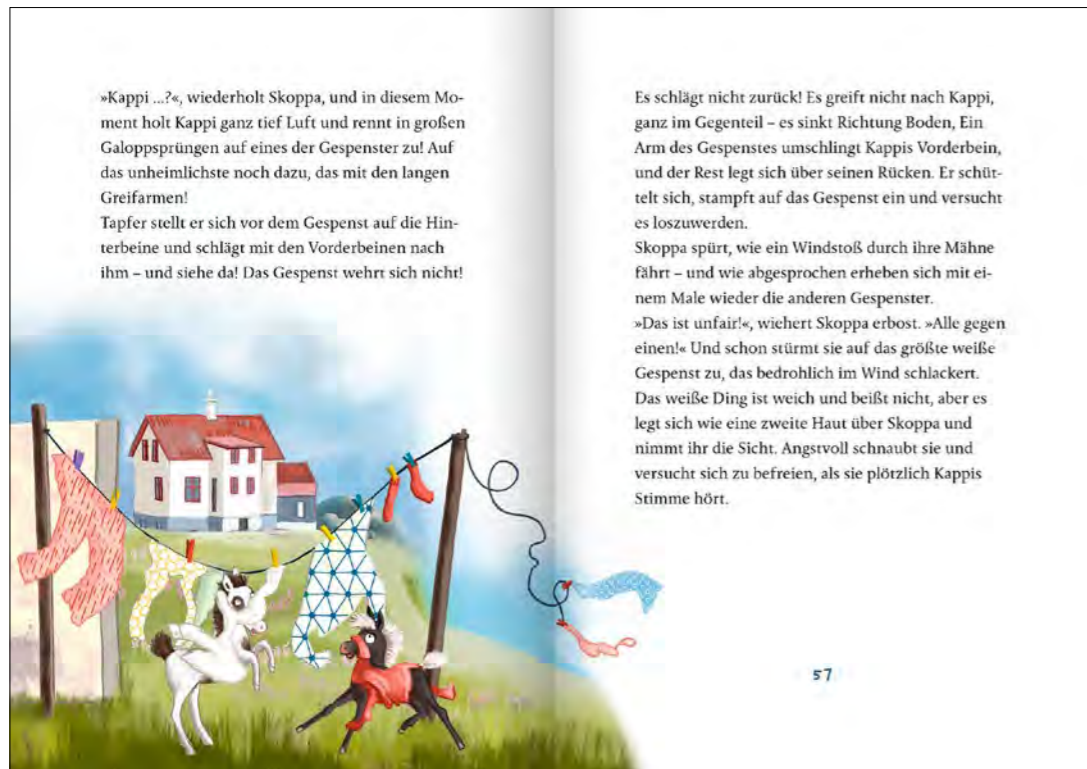 »Kappi ...?«, wiederholt Skoppa, und in diesem Mo-
ment holt Kappi ganz tief Luft und rennt in großen
Galoppsprüngen auf eines der Gespenster zu! Auf
das unheimlichste noch dazu, das mit den langen
Greifarmen!
Tapfer stellt er sich vor dem Gespenst auf die Hin-
terbeine und schlägt mit den Vorderbeinen nach
ihm – und siehe da! Das Gespenst wehrt sich nicht!
Es schlägt nicht zurück! Es greift nicht nach Kappi,
ganz im Gegenteil – es sinkt Richtung Boden, Ein
Arm des Gespenstes umschlingt Kappis Vorderbein,
und der Rest legt sich über seinen Rücken. Er schüt-
telt sich, stampft auf das Gespenst ein und versucht
es loszuwerden.
Skoppa spürt, wie ein Windstoß durch ihre Mähne
fährt – und wie abgesprochen erheben sich mit ei-
nem Male wieder die anderen Gespenster.
»Das ist unfair!«, wiehert Skoppa erbost. »Alle gegen
einen!« Und schon stürmt sie auf das größte weiße
Gespenst zu, das bedrohlich im Wind schlackert.
Das weiße Ding ist weich und beißt nicht, aber es
legt sich wie eine zweite Haut über Skoppa und
nimmt ihr die Sicht. Angstvoll schnaubt sie und
versucht sich zu befreien, als sie plötzlich Kappis
Stimme hört.
57